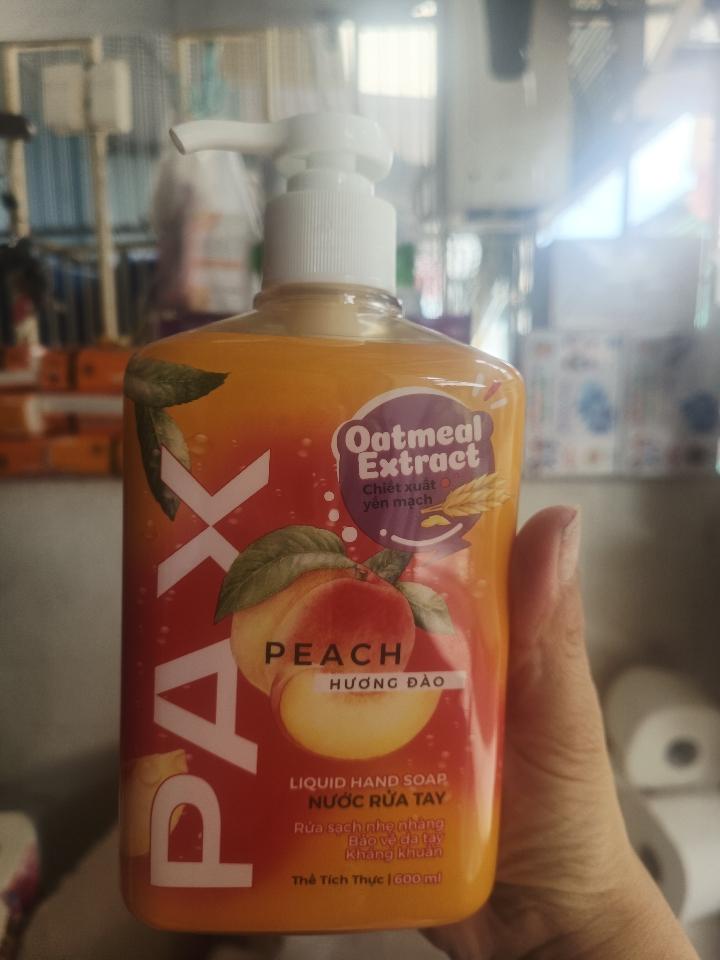 PAX
Oatmeal
Extract
Chiết xuất
yến mạch
PEACH
HƯƠNG ĐÀO
LIQUID HAND SOAP
NƯỚC RỬA TAY
Rửa sạch nhẹ nhàng
Bảo vệ da tay
Kháng khuẩn
Thể Tích Thực | 600 ml